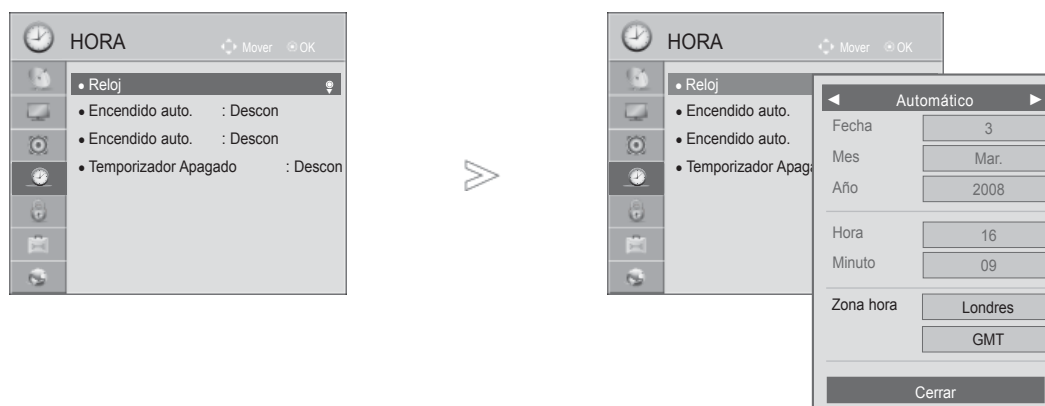 HORA
Mover OK
• Reloj
• Encendido auto. : Descon
• Encendido auto. : Descon
• Temporizador Apagado : Descon
HORA
Mover OK
• Reloj
• Encendido auto.
• Encendido auto.
• Temporizador Apaga
◄ Automático ►
Fecha 3
Mes Mar.
Año 2008
Hora 16
Minuto 09
Zona hora Londres
GMT
Cerrar